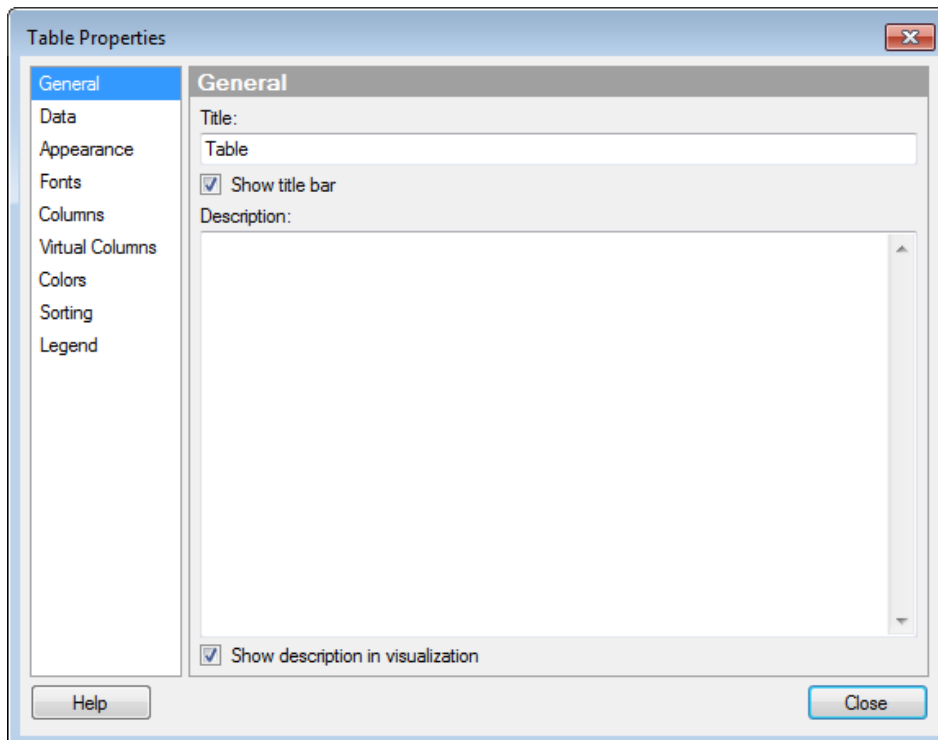 Table Properties
General
Data
Appearance
Fonts
Columns
Virtual Columns
Colors
Sorting
Legend
General
Title:
Table
Show title bar
Description:
Show description in visualization
Help
Close